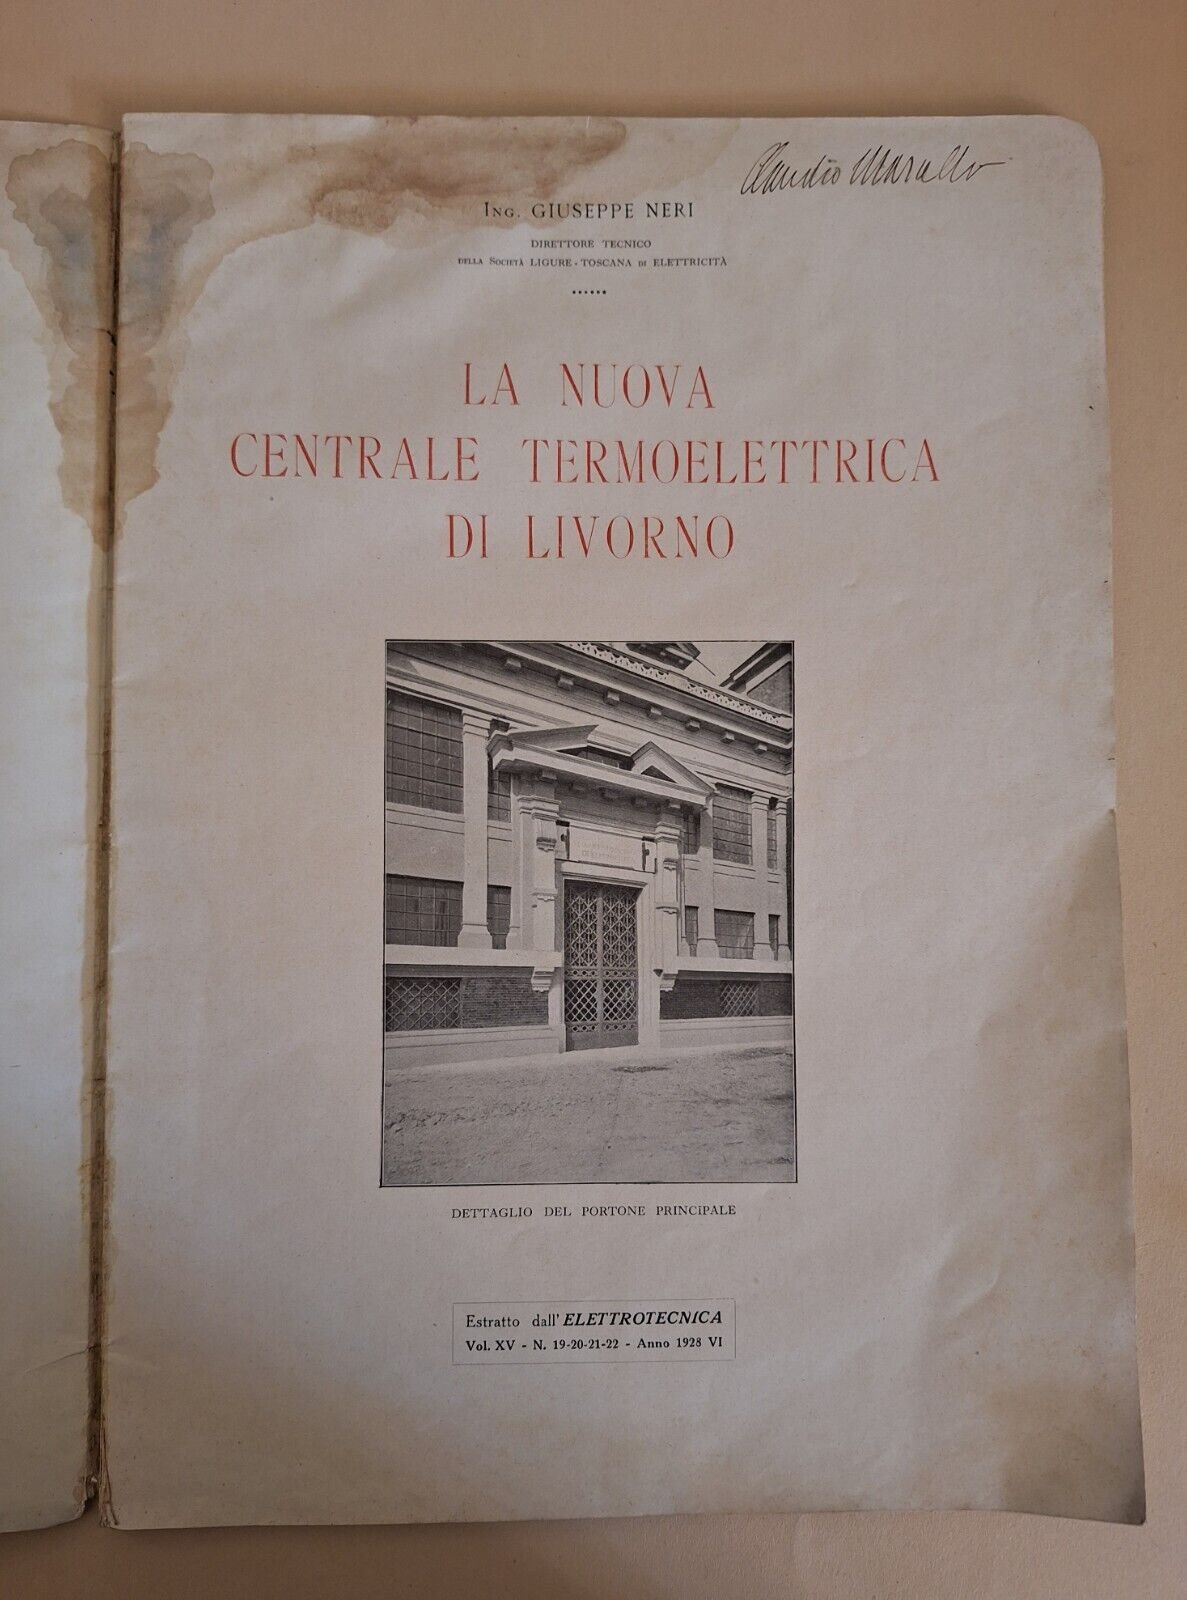 Claudio
ING. GIUSEPPE NERI
DIRETTORE TECNICO
DELLA SOCIETÀ LIGURE - TOSCANA DI ELETTRICITÀ
LA NUOVA
CENTRALE TERMOELETTRICA
DI LIVORNO
DETTAGLIO DEL PORTONE PRINCIPALE
Estratto dall' ELETTROTECNICA
Vol. XV - N. 19-20-21-22 - Anno 1928 VI